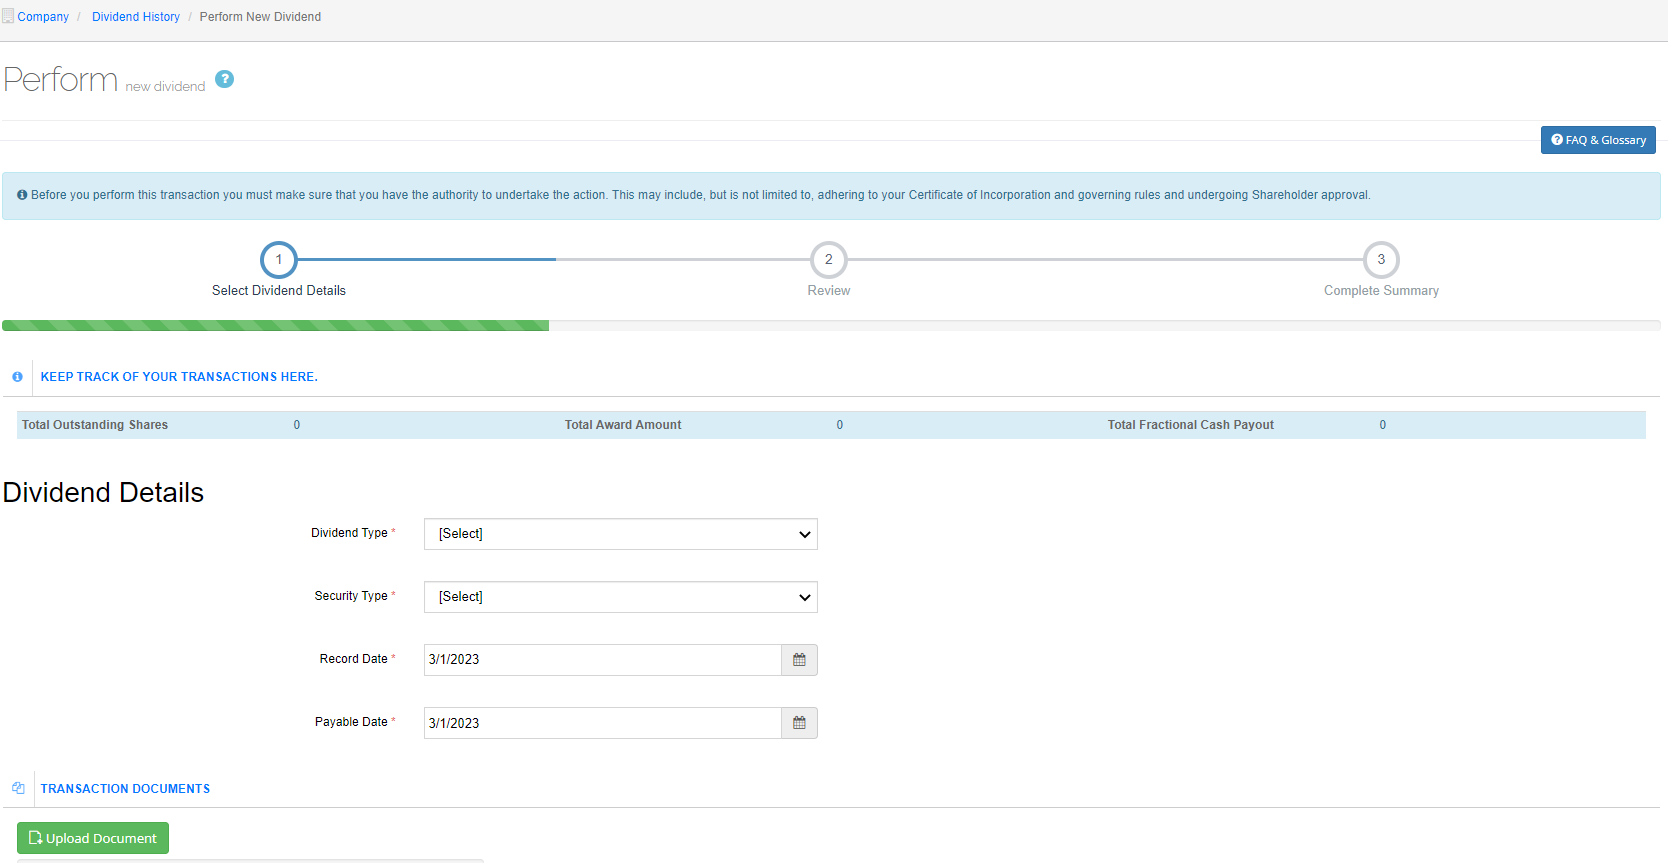 Company / Dividend History / Perform New Dividend
Perform new dividend ?
? FAQ & Glossary
Before you perform this transaction you must make sure that you have the authority to undertake the action. This may include, but is not limited to, adhering to your Certificate of Incorporation and governing rules and undergoing Shareholder approval.
1 2 3
Select Dividend Details Review Complete Summary
KEEP TRACK OF YOUR TRANSACTIONS HERE.
Total Outstanding Shares 0 Total Award Amount 0 Total Fractional Cash Payout 0
Dividend Details
Dividend Type * [Select]
Security Type * [Select]
Record Date * 3/1/2023
Payable Date * 3/1/2023
TRANSACTION DOCUMENTS
Upload Document